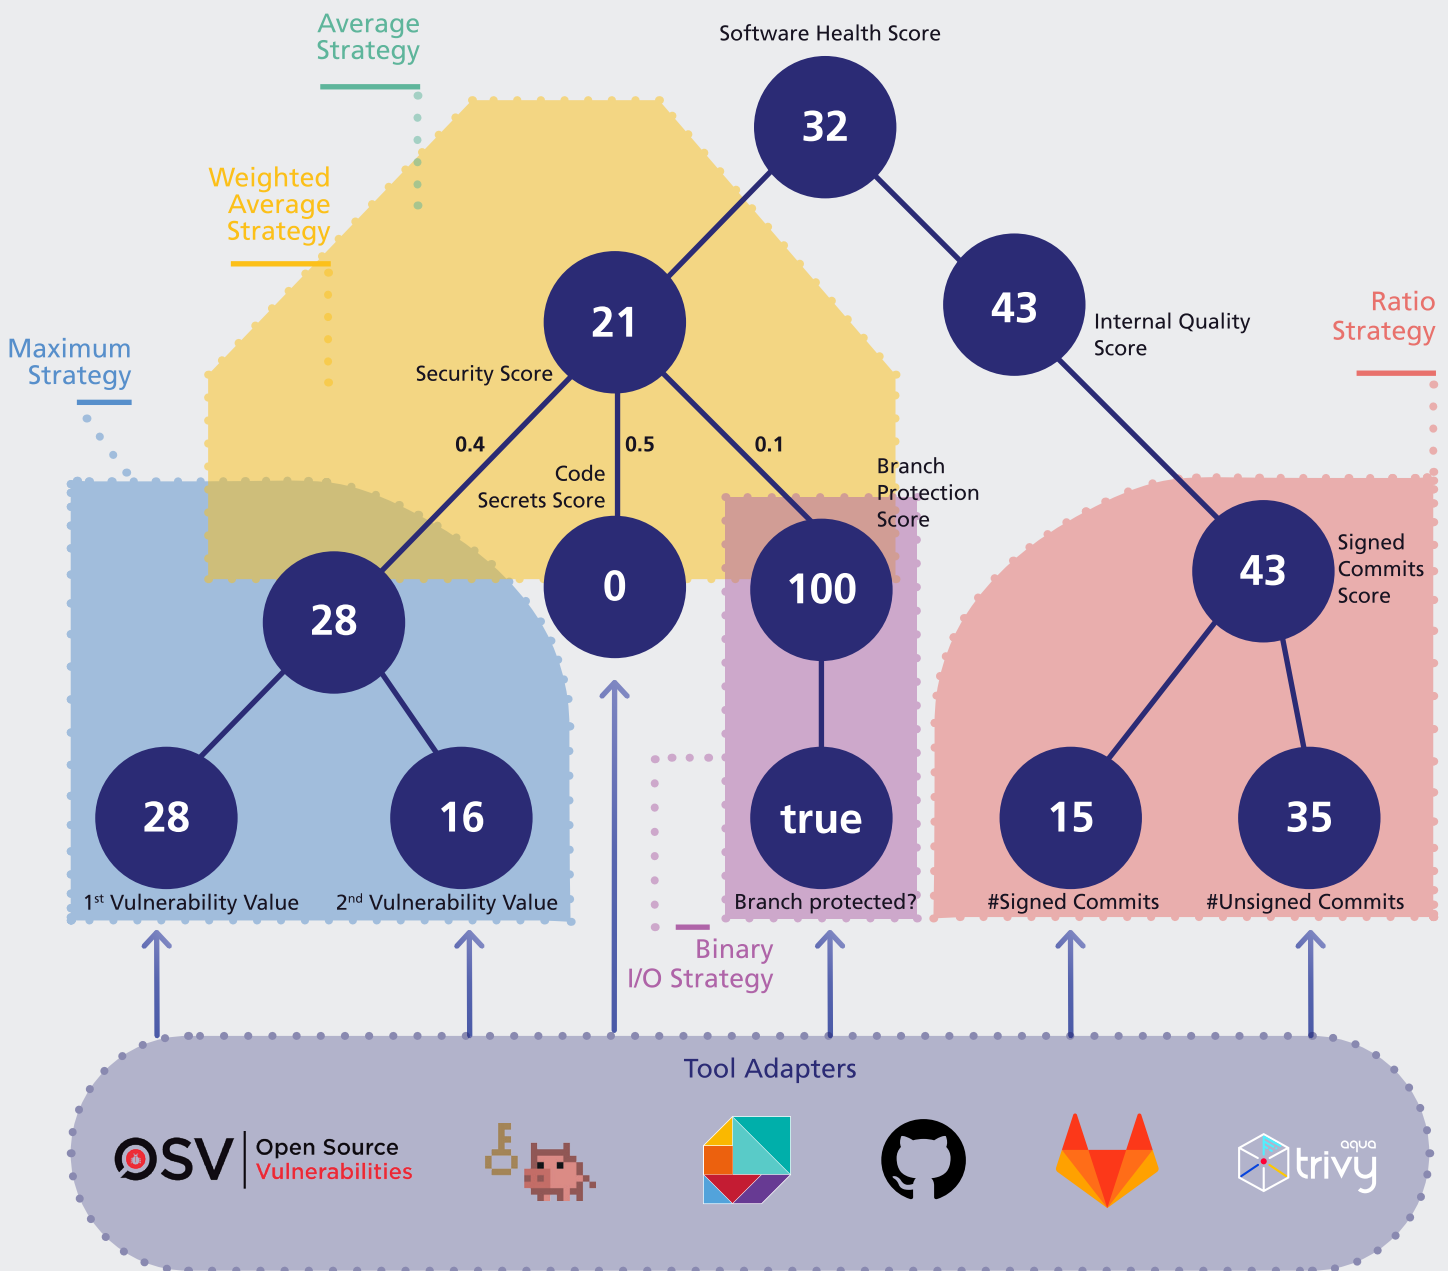 Average
Strategy
Software Health Score
32
Weighted
Average
Strategy
21
43
Internal Quality
Score
Ratio
Strategy
Maximum
Strategy
Security Score
0.4
0.5
0.1
Code
Secrets Score
Branch
Protection
Score
28
0
100
43
Signed
Commits
Score
28
16
true
15
35
1st Vulnerability Value
2nd Vulnerability Value
Branch protected?
#Signed Commits
#Unsigned Commits
Binary
I/O Strategy
Tool Adapters
OSV
Open Source
Vulnerabilities
aqua
trivy